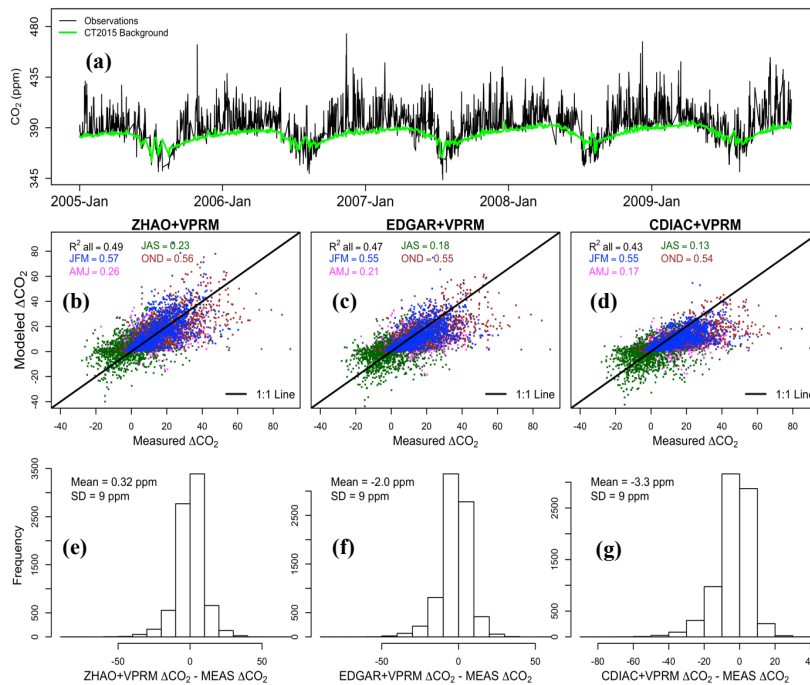 Observations
CT2015 Background
(a)
CO2 (ppm)
480
435
390
345
2005-Jan
2006-Jan
2007-Jan
2008-Jan
2009-Jan
ZHAO+VPRM
EDGAR+VPRM
CDIAC+VPRM
R2 all = 0.49
JAS = 0.23
JFM = 0.57
OND = 0.56
AMJ = 0.26
(b)
R2 all = 0.47
JAS = 0.18
JFM = 0.55
OND = 0.55
AMJ = 0.21
(c)
R2 all = 0.43
JAS = 0.13
JFM = 0.55
OND = 0.54
AMJ = 0.17
(d)
Modeled ΔCO2
80
60
40
20
0
-20
-40
1:1 Line
1:1 Line
1:1 Line
-40 -20 0 20 40 60 80
-40 -20 0 20 40 60 80
-40 -20 0 20 40 60 80
Measured ΔCO2
Measured ΔCO2
Measured ΔCO2
Mean = 0.32 ppm
SD = 9 ppm
(e)
Mean = -2.0 ppm
SD = 9 ppm
(f)
Mean = -3.3 ppm
SD = 9 ppm
(g)
Frequency
3500
2500
1500
500
0
2500
1500
500
0
2500
1500
500
0
-50 0 50
-50 0 50
-80 -60 -40 -20 0 20 40
ZHAO+VPRM ΔCO2 - MEAS ΔCO2
EDGAR+VPRM ΔCO2 - MEAS ΔCO2
CDIAC+VPRM ΔCO2 - MEAS ΔCO2